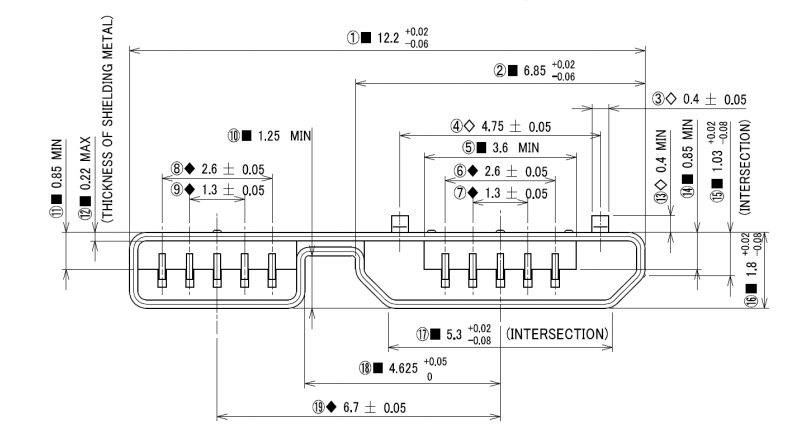 ①■ 12.2 +0.02 -0.06
②■ 6.85 +0.02 -0.06
③◇ 0.4 ± 0.05
④◇ 4.75 ± 0.05
⑤■ 3.6 MIN
⑥◆ 2.6 ± 0.05
⑦◆ 1.3 ± 0.05
⑧◆ 2.6 ± 0.05
⑨◆ 1.3 ± 0.05
⑩■ 1.25 MIN
⑪■ 0.85 MIN
⑫■ 0.22 MAX
(THICKNESS OF SHIELDING METAL)
⑬◇ 0.4 MIN
⑭■ 0.85 MIN
⑮■ 1.03 +0.02 -0.08
(INTERSECTION)
⑯■ 1.8 +0.02 -0.08
⑰■ 5.3 +0.02 -0.08 (INTERSECTION)
⑱■ 4.625 +0.05 0
⑲◆ 6.7 ± 0.05